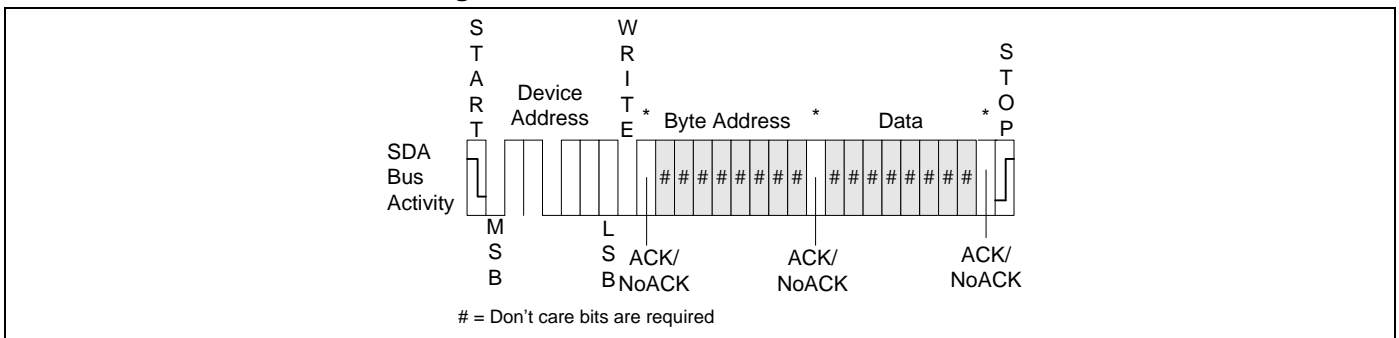 START
WRITE
STOP
Device
Address
* Byte Address * Data *
SDA
Bus
Activity
# # # # # # # # # # # # # # # #
MSB
LSB
ACK/
NoACK
ACK/
NoACK
ACK/
NoACK
# = Don't care bits are required